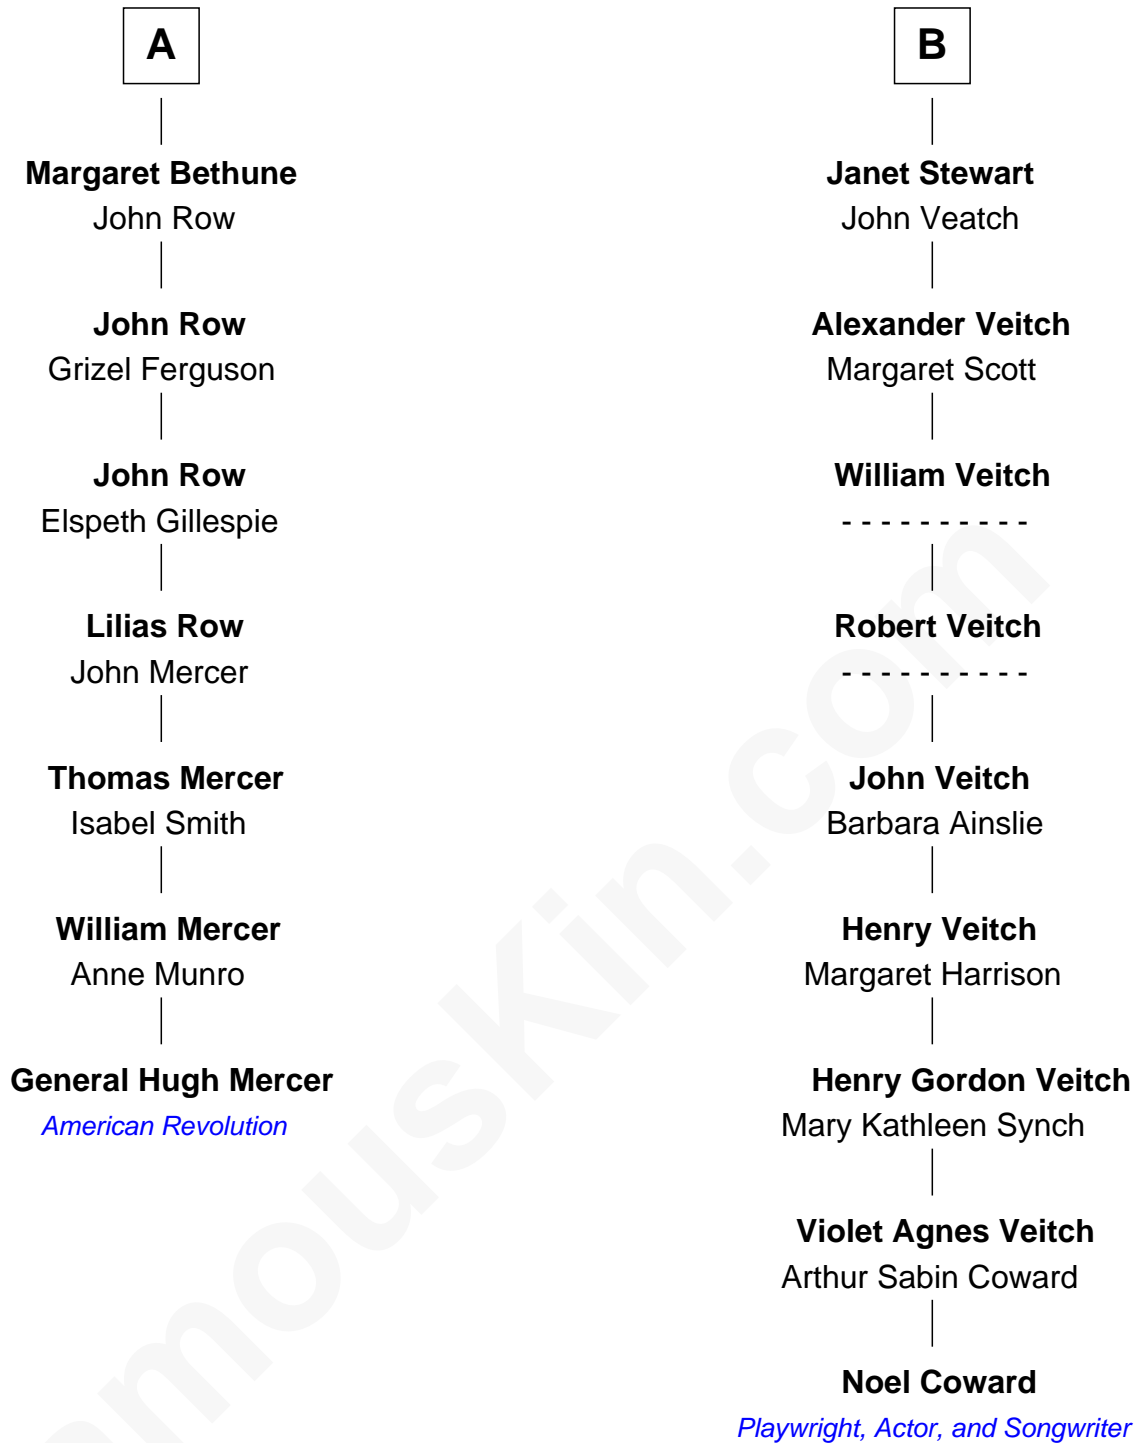 A
Margaret Bethune
John Row
John Row
Grizel Ferguson
John Row
Elspeth Gillespie
Lilias Row
John Mercer
Thomas Mercer
Isabel Smith
William Mercer
Anne Munro
General Hugh Mercer
American Revolution
B
Janet Stewart
John Veatch
Alexander Veitch
Margaret Scott
William Veitch
- - - - - - - - - -
Robert Veitch
- - - - - - - - - -
John Veitch
Barbara Ainslie
Henry Veitch
Margaret Harrison
Henry Gordon Veitch
Mary Kathleen Synch
Violet Agnes Veitch
Arthur Sabin Coward
Noel Coward
Playwright, Actor, and Songwriter
amousKin.com